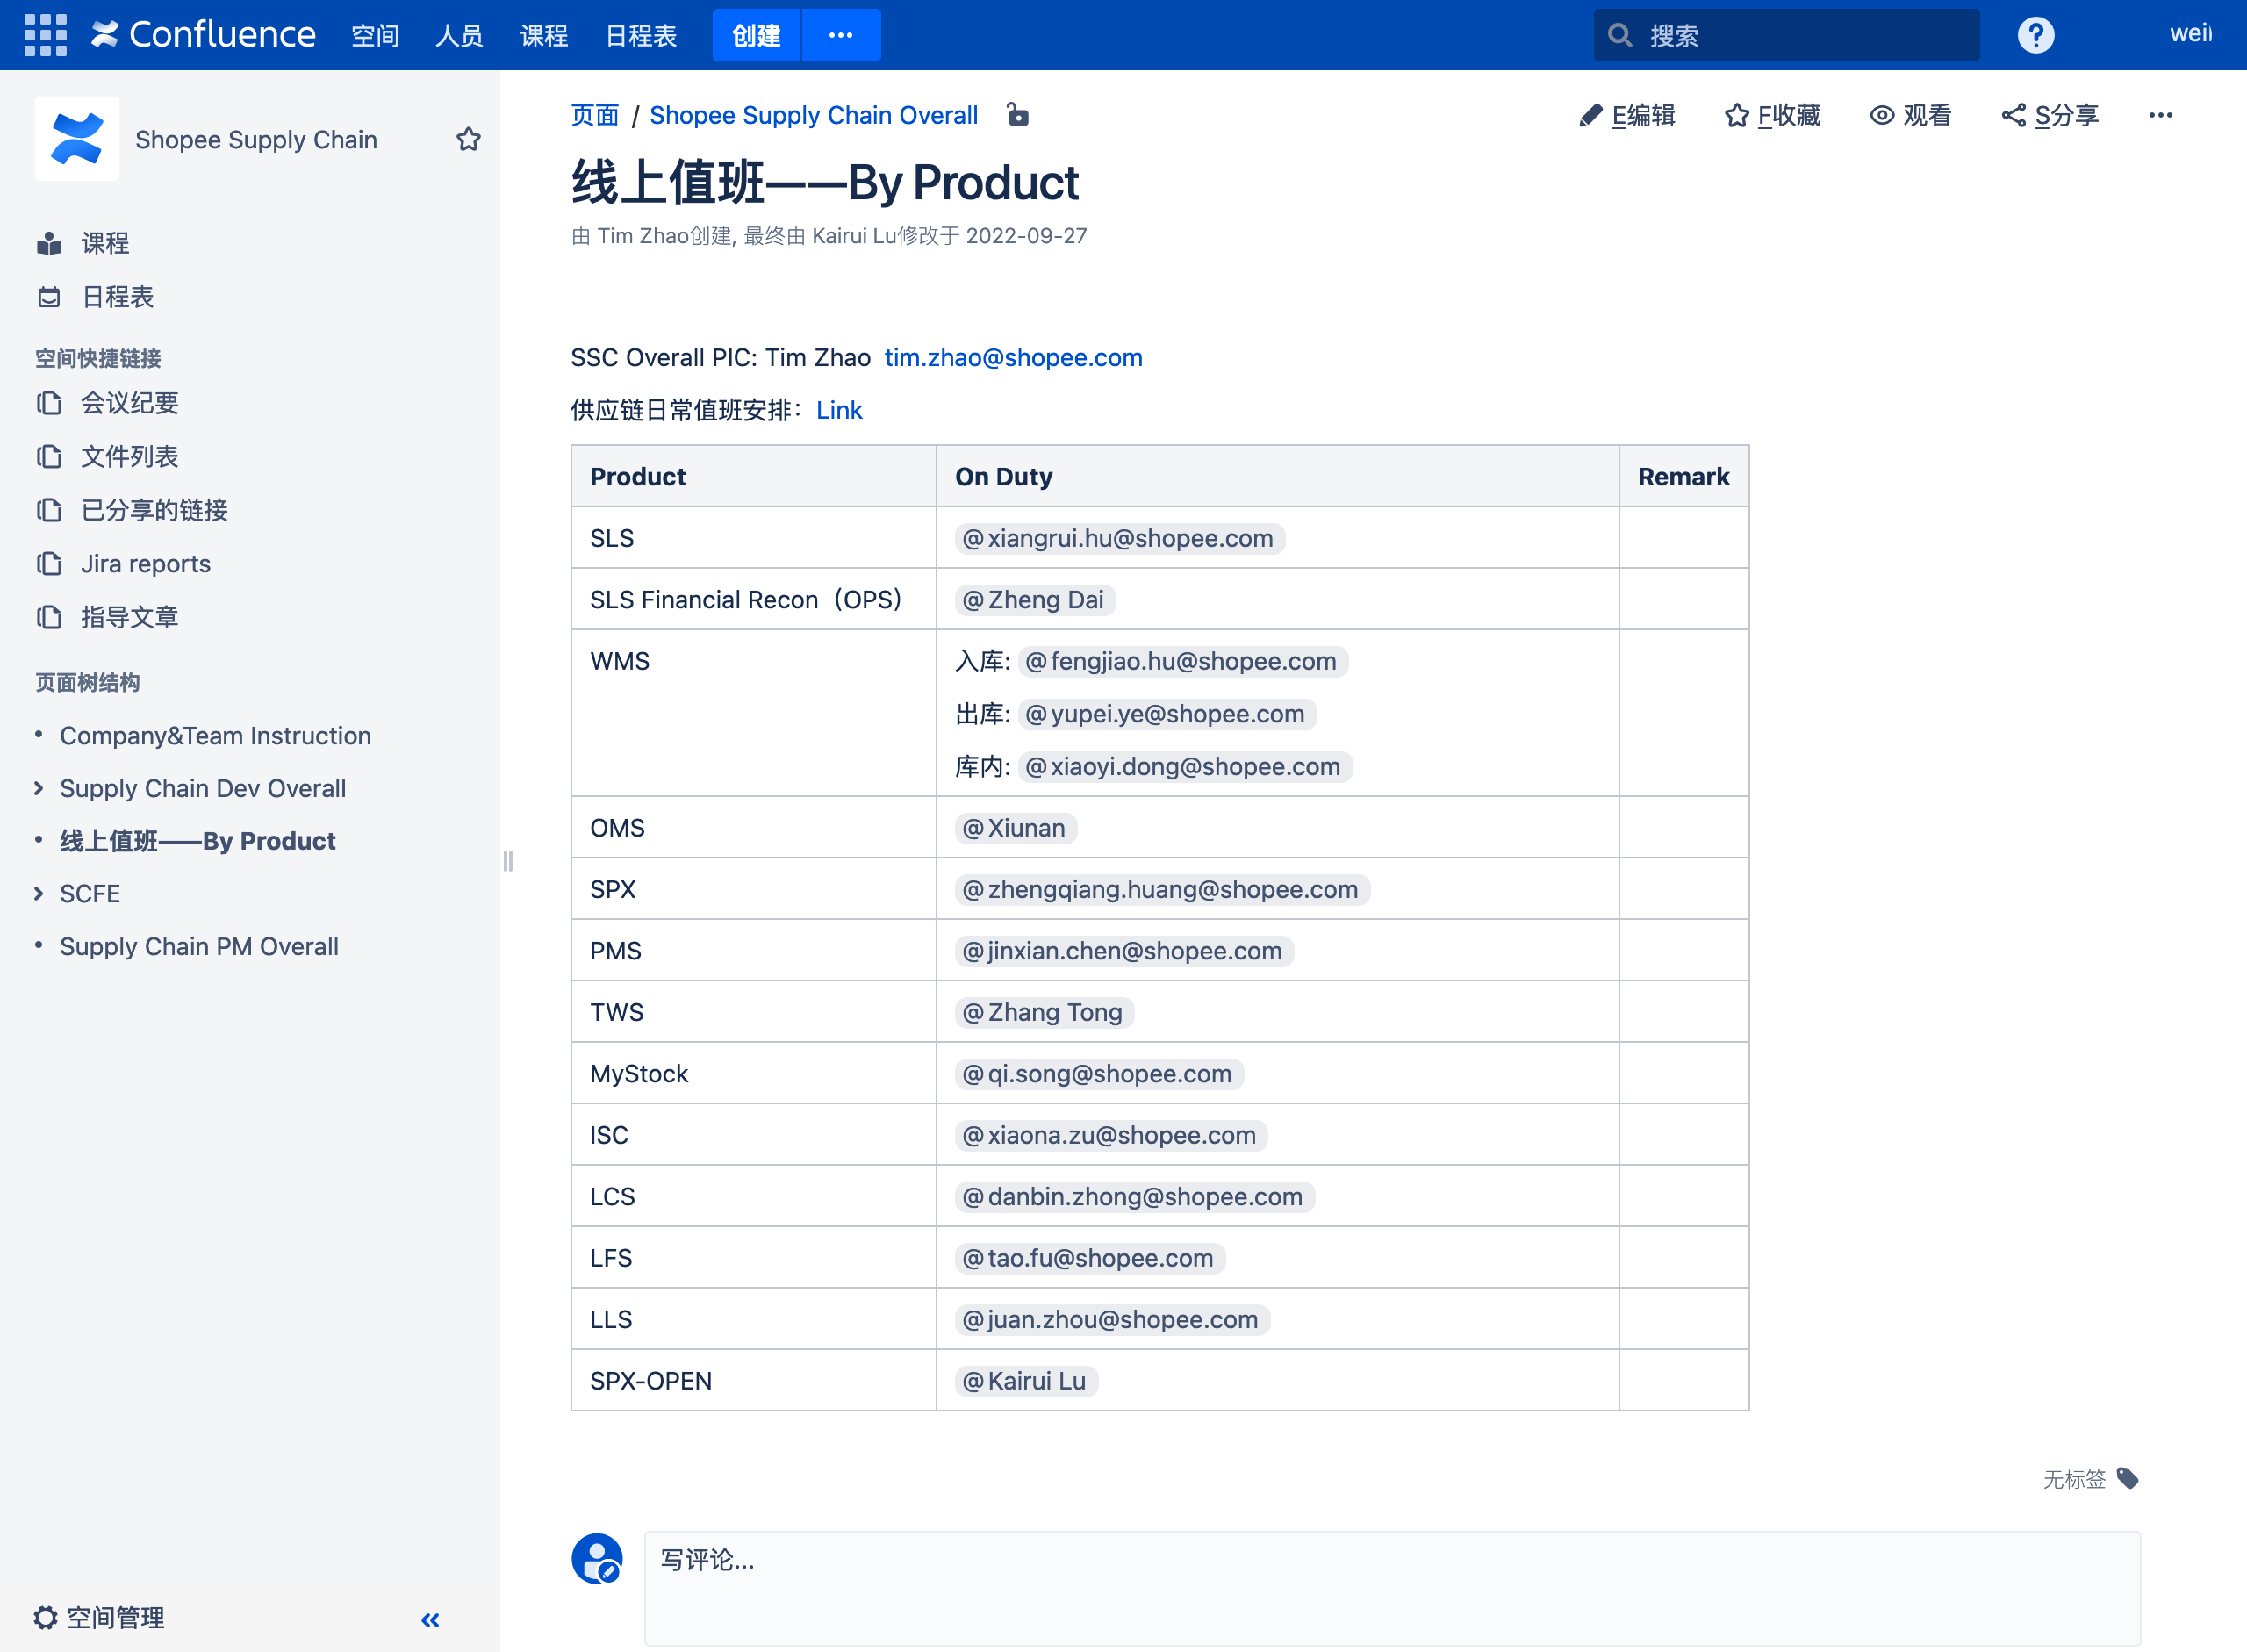 Confluence 空间 人员 课程 日程表 创建 ··· 搜索 ? wei
Shopee Supply Chain
课程
日程表
空间快捷链接
会议纪要
文件列表
已分享的链接
Jira reports
指导文章
页面树结构
Company&Team Instruction
Supply Chain Dev Overall
线上值班——By Product
SCFE
Supply Chain PM Overall
空间管理
页面 / Shopee Supply Chain Overall
E编辑 F收藏 观看 S分享 ···
线上值班——By Product
由 Tim Zhao创建, 最终由 Kairui Lu修改于 2022-09-27
SSC Overall PIC: Tim Zhao tim.zhao@shopee.com
供应链日常值班安排： Link
Product On Duty Remark
SLS @xiangrui.hu@shopee.com
SLS Financial Recon（OPS） @Zheng Dai
WMS 入库: @fengjiao.hu@shopee.com
出库: @yupei.ye@shopee.com
库内: @xiaoyi.dong@shopee.com
OMS @Xiunan
SPX @zhengqiang.huang@shopee.com
PMS @jinxian.chen@shopee.com
TWS @Zhang Tong
MyStock @qi.song@shopee.com
ISC @xiaona.zu@shopee.com
LCS @danbin.zhong@shopee.com
LFS @tao.fu@shopee.com
LLS @juan.zhou@shopee.com
SPX-OPEN @Kairui Lu
无标签
写评论...